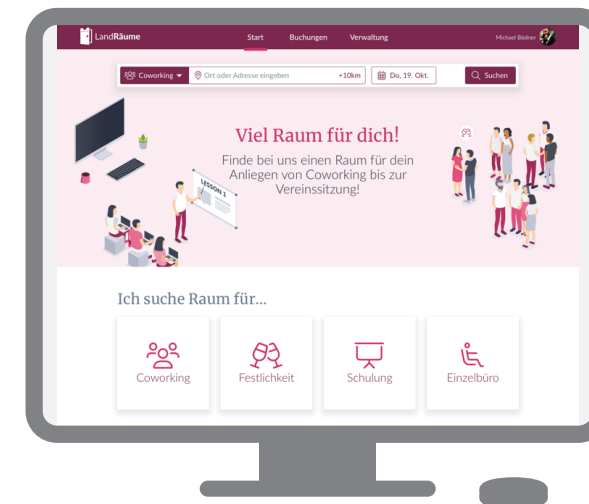 LandRäume
Start
Buchungen
Verwaltung
Michael Bödner
Coworking
Ort oder Adresse eingeben
+10km
Do, 19. Okt.
Suchen
Viel Raum für dich!
Finde bei uns einen Raum für dein
Anliegen von Coworking bis zur
Vereinssitzung!
LESSON 1
Ich suche Raum für...
Coworking
Festlichkeit
Schulung
Einzelbüro